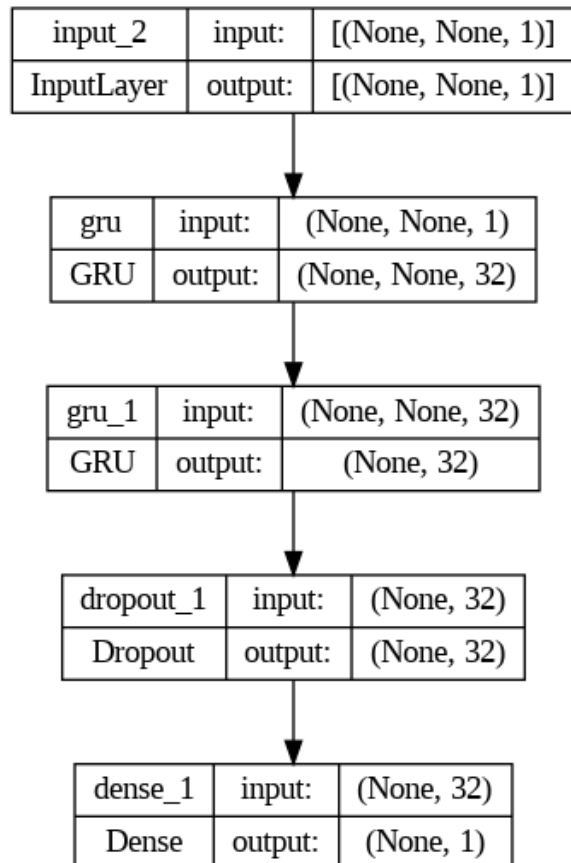 input_2 input: [(None, None, 1)]
InputLayer output: [(None, None, 1)]
gru input: (None, None, 1)
GRU output: (None, None, 32)
gru_1 input: (None, None, 32)
GRU output: (None, 32)
dropout_1 input: (None, 32)
Dropout output: (None, 32)
dense_1 input: (None, 32)
Dense output: (None, 1)